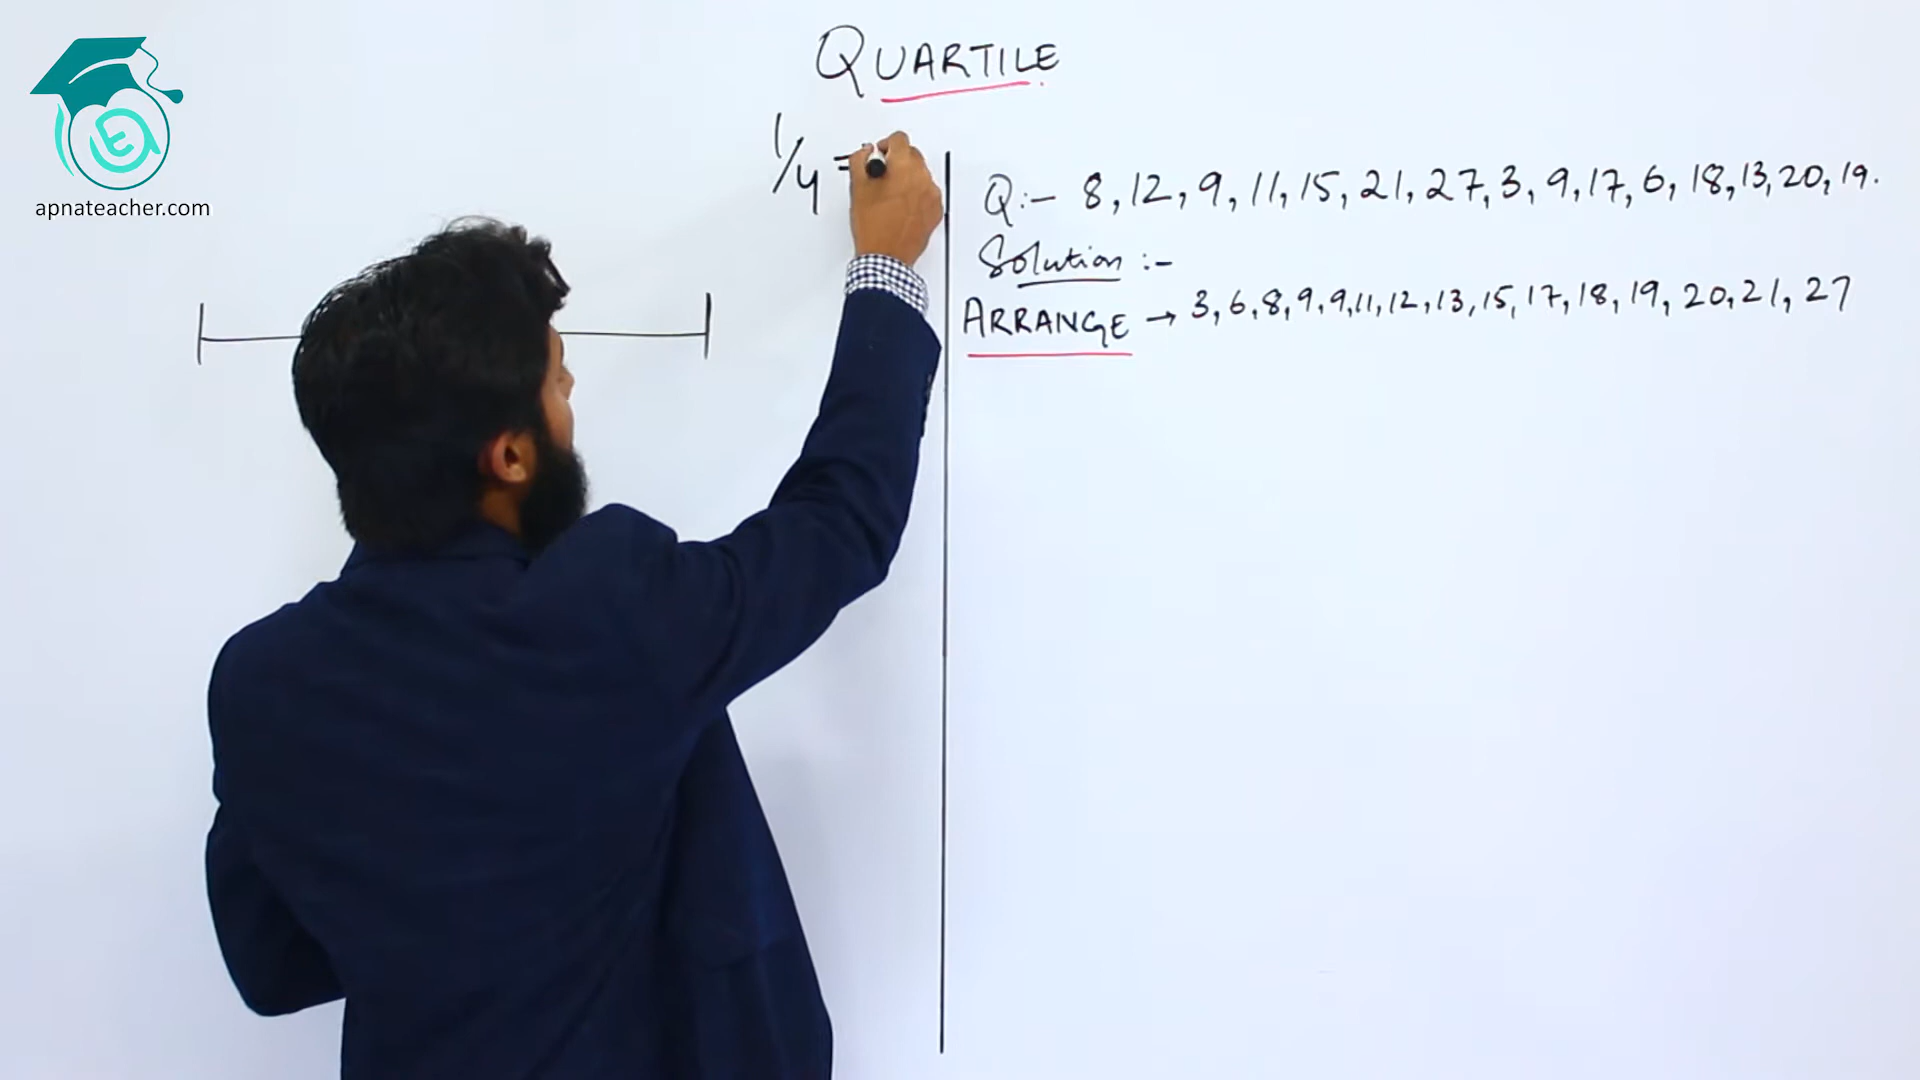 QUARTILE
apnateacher.com
1/4 =
Q:- 8, 12, 9, 11, 15, 21, 27, 3, 9, 17, 6, 18, 13, 20, 19.
Solution :-
ARRANGE → 3, 6, 8, 9, 9, 11, 12, 13, 15, 17, 18, 19, 20, 21, 27